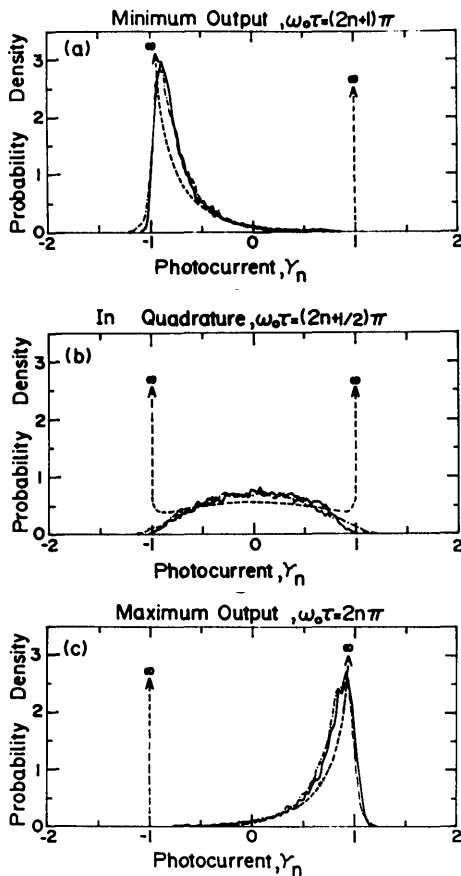 Minimum Output ,ω₀τ=(2n+1)π
(a)
∞
∞
3
2
1
0
Probability Density
-2
-1
0
1
2
Photocurrent,Yₙ
In Quadrature ,ω₀τ=(2n+1/2)π
(b)
∞
∞
3
2
1
0
Probability Density
-2
-1
0
1
2
Photocurrent,Yₙ
Maximum Output ,ω₀τ=2nπ
(c)
∞
∞
3
2
1
0
Probability Density
-2
-1
0
1
2
Photocurrent,Yₙ